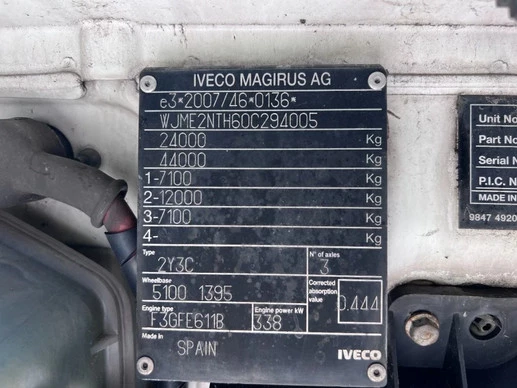 IVECO MAGIRUS AG
e3*2007/46*0136*
WJME2NTH60C294005
24000 Kg
44000 Kg
1-7100 Kg
2-12000 Kg
3-7100 Kg
4- Kg
Type N° of axles
2Y3C 3
Wheelbase Corrected absorption value
5100 1395 0.444
Engine type Engine power kW
F3GFE611B 338
Made in
SPAIN IVECO
Unit No
Part No
Serial N
P.I.C. N
MADE IN
9847 4920